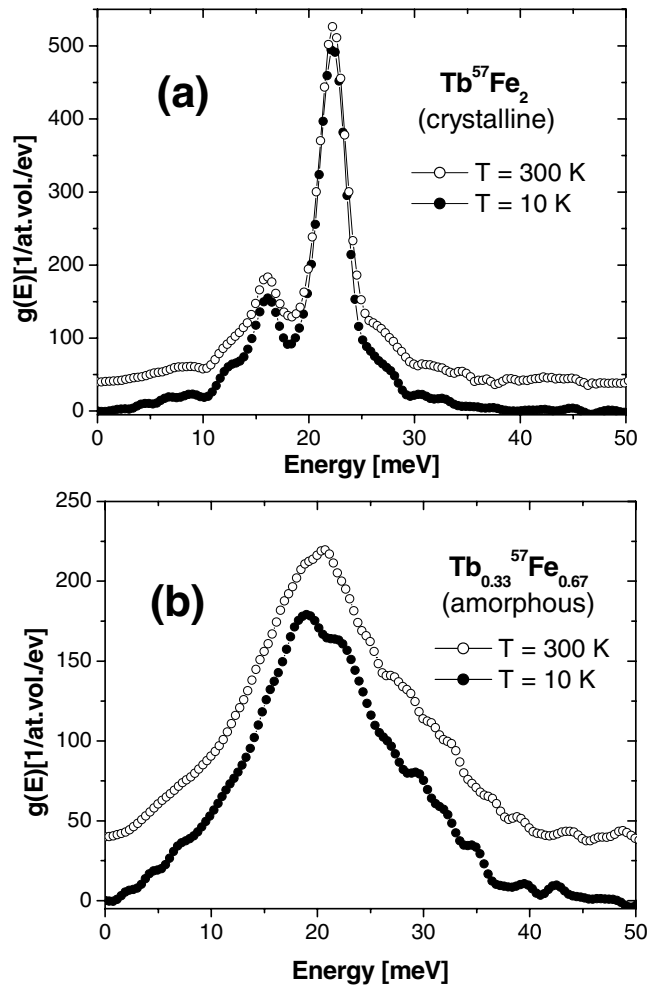 500
400
300
200
100
0
g(E)[1/at.vol./ev]
(a)
Tb⁵⁷Fe₂
(crystalline)
T = 300 K
T = 10 K
0 10 20 30 40 50
Energy [meV]
250
200
150
100
50
0
g(E)[1/at.vol./ev]
(b)
Tb₀.₃₃⁵⁷Fe₀.₆₇
(amorphous)
T = 300 K
T = 10 K
0 10 20 30 40 50
Energy [meV]